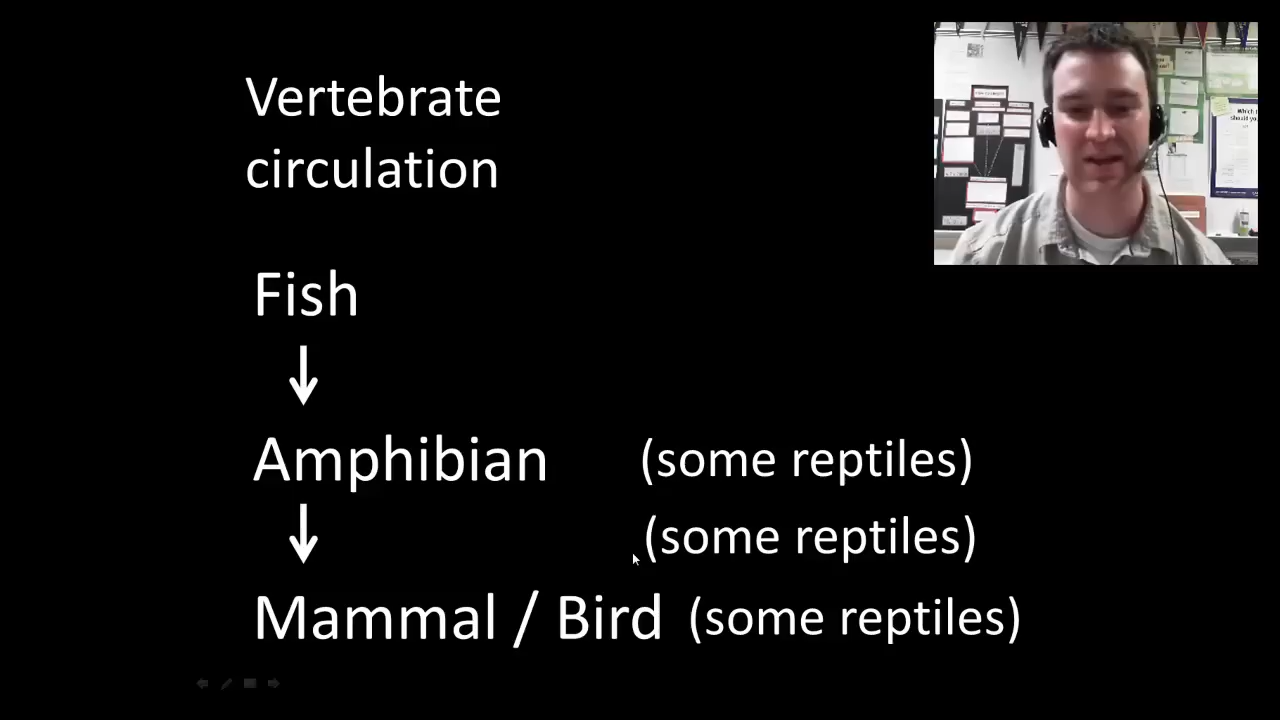 Vertebrate
circulation
Fish
Amphibian (some reptiles)
(some reptiles)
Mammal / Bird (some reptiles)